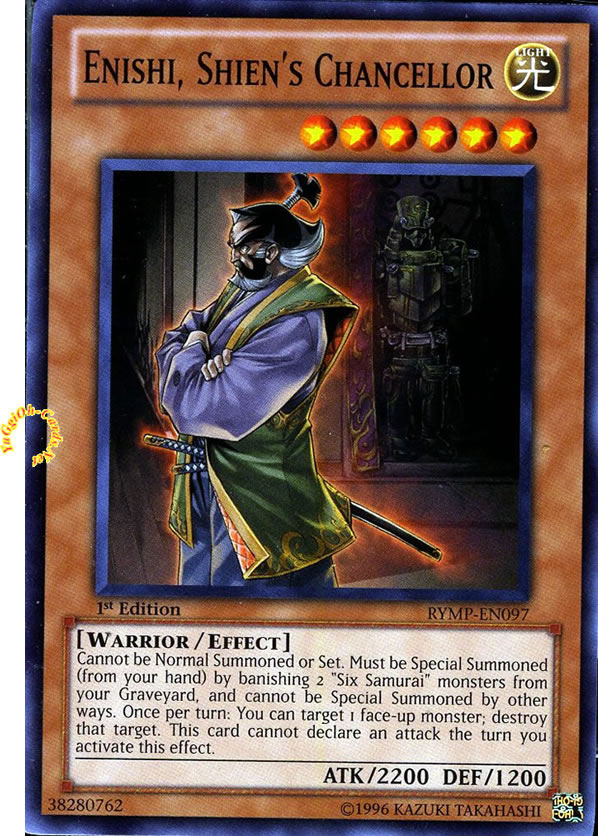 ENISHI, SHIEN'S CHANCELLOR
LIGHT
光
YuGgiOh-Cards.Net
1st Edition
RYMP-EN097
[WARRIOR / EFFECT]
Cannot be Normal Summoned or Set. Must be Special Summoned
(from your hand) by banishing 2 "Six Samurai" monsters from
your Graveyard, and cannot be Special Summoned by other
ways. Once per turn: You can target 1 face-up monster; destroy
that target. This card cannot declare an attack the turn you
activate this effect.
ATK/2200 DEF/1200
38280762
©1996 KAZUKI TAKAHASHI